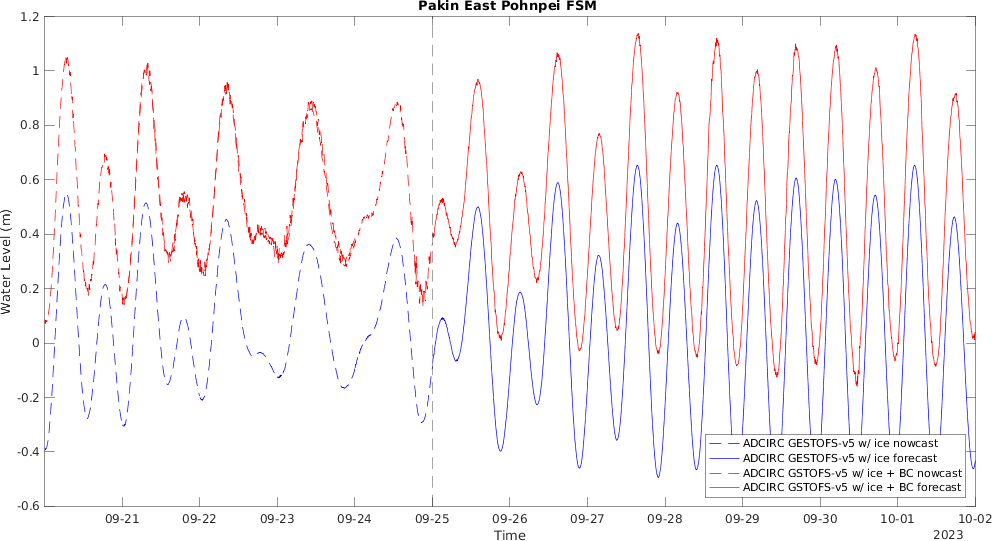 Pakin East Pohnpei FSM
1.2
1
0.8
0.6
0.4
0.2
0
-0.2
-0.4
-0.6
Water Level (m)
ADCIRC GESTOFS-v5 w/ ice nowcast
ADCIRC GESTOFS-v5 w/ ice forecast
ADCIRC GSTOFS-v5 w/ ice + BC nowcast
ADCIRC GSTOFS-v5 w/ ice + BC forecast
09-21 09-22 09-23 09-24 09-25 09-26 09-27 09-28 09-29 09-30 10-01 10-02
Time
2023